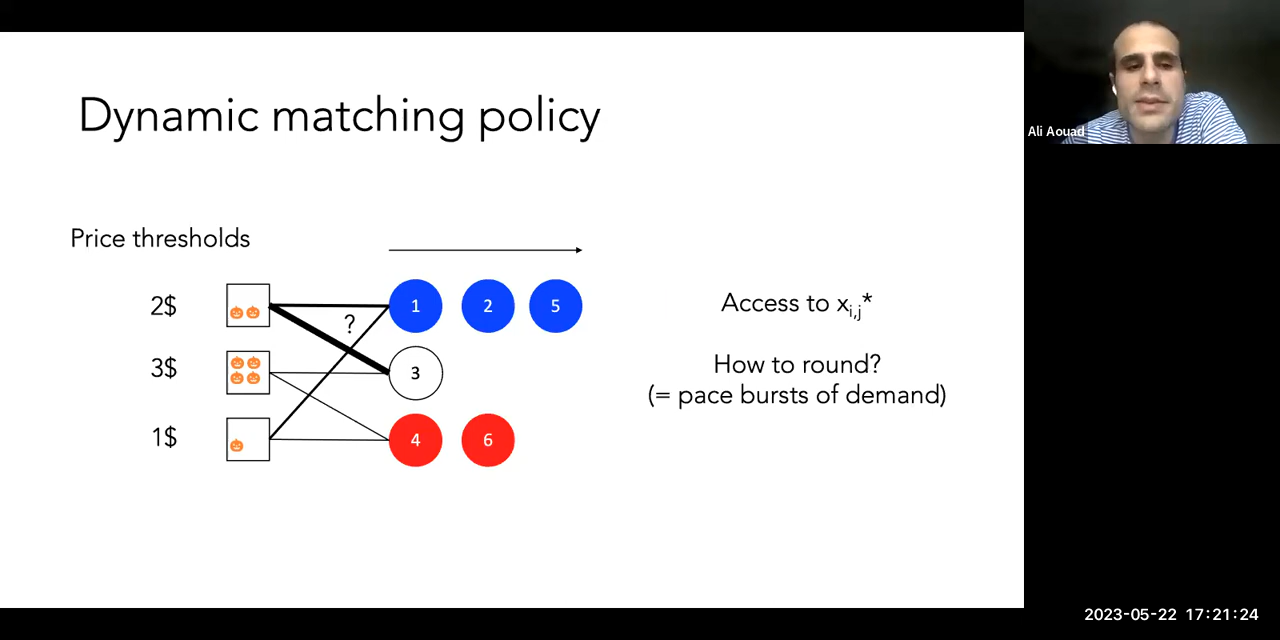 Dynamic matching policy
Ali Aouad
Price thresholds
2$
1 2 5
?
Access to xi,j*
3$
3
How to round?
(= pace bursts of demand)
1$
4 6
2023-05-22 17:21:24